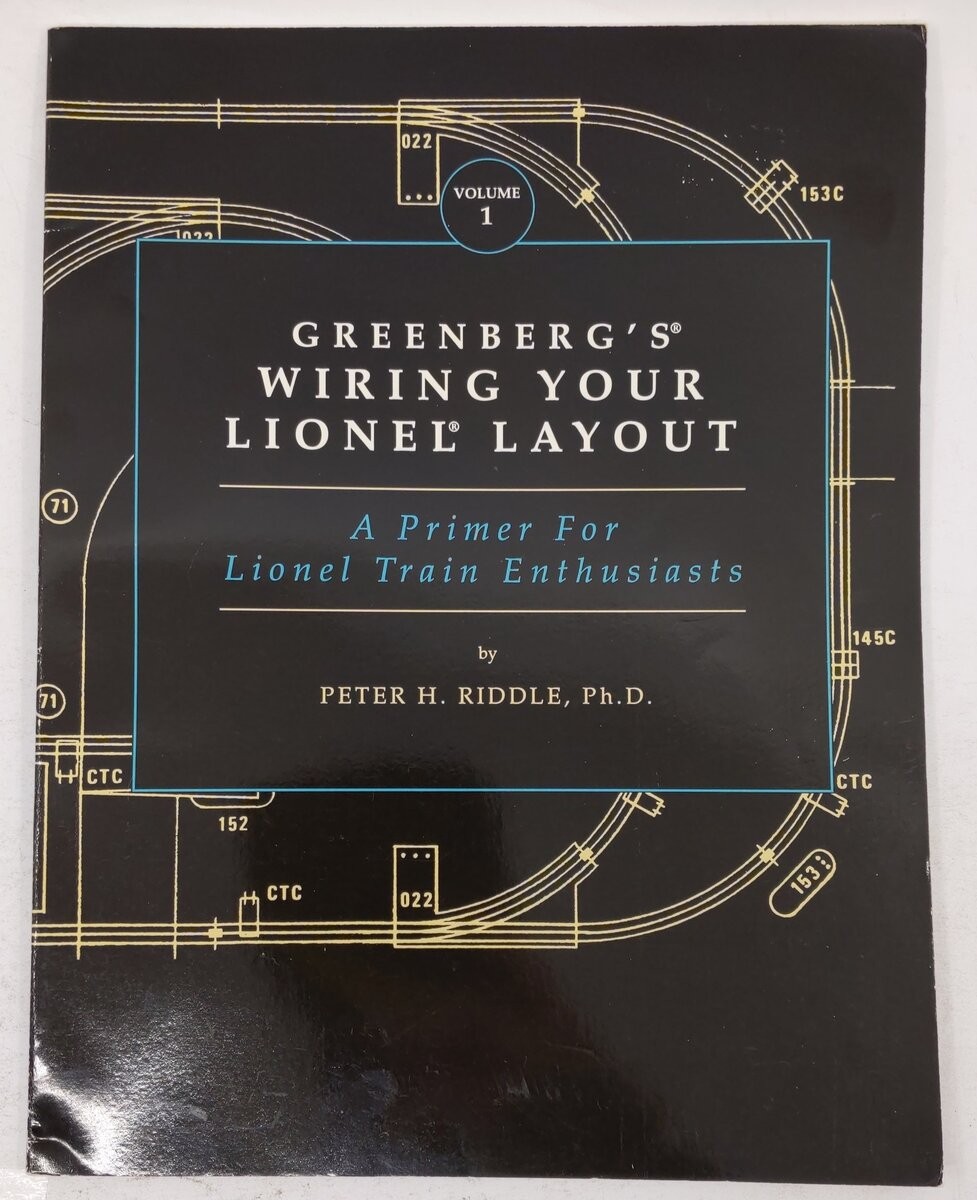 022
153C
VOLUME
1
1022
GREENBERG'S®
WIRING YOUR
LIONEL® LAYOUT
A Primer For
Lionel Train Enthusiasts
by
PETER H. RIDDLE, Ph.D.
71
145C
71
CTC
CTC
152
153
CTC
022